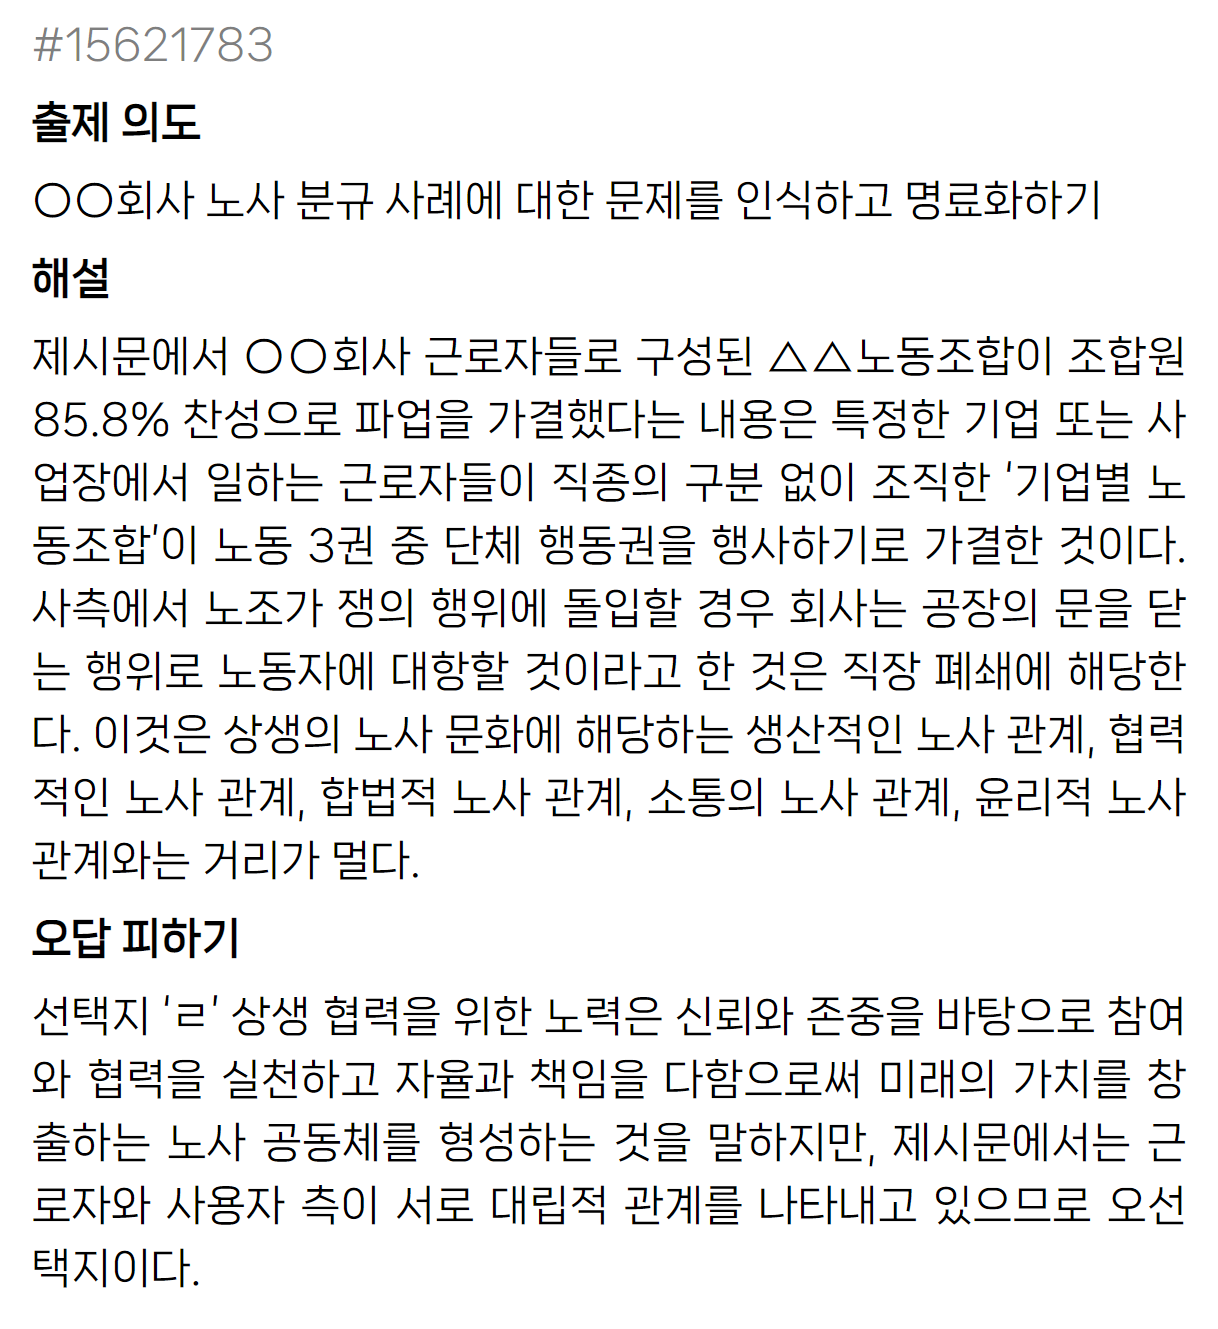 #15621783
출제 의도
○○회사 노사 분규 사례에 대한 문제를 인식하고 명료화하기
해설
제시문에서 ○○회사 근로자들로 구성된 △△노동조합이 조합원
85.8% 찬성으로 파업을 가결했다는 내용은 특정한 기업 또는 사
업장에서 일하는 근로자들이 직종의 구분 없이 조직한 '기업별 노
동조합'이 노동 3권 중 단체 행동권을 행사하기로 가결한 것이다.
사측에서 노조가 쟁의 행위에 돌입할 경우 회사는 공장의 문을 닫
는 행위로 노동자에 대항할 것이라고 한 것은 직장 폐쇄에 해당한
다. 이것은 상생의 노사 문화에 해당하는 생산적인 노사 관계, 협력
적인 노사 관계, 합법적 노사 관계, 소통의 노사 관계, 윤리적 노사
관계와는 거리가 멀다.
오답 피하기
선택지 'ㄹ' 상생 협력을 위한 노력은 신뢰와 존중을 바탕으로 참여
와 협력을 실천하고 자율과 책임을 다함으로써 미래의 가치를 창
출하는 노사 공동체를 형성하는 것을 말하지만, 제시문에서는 근
로자와 사용자 측이 서로 대립적 관계를 나타내고 있으므로 오선
택지이다.